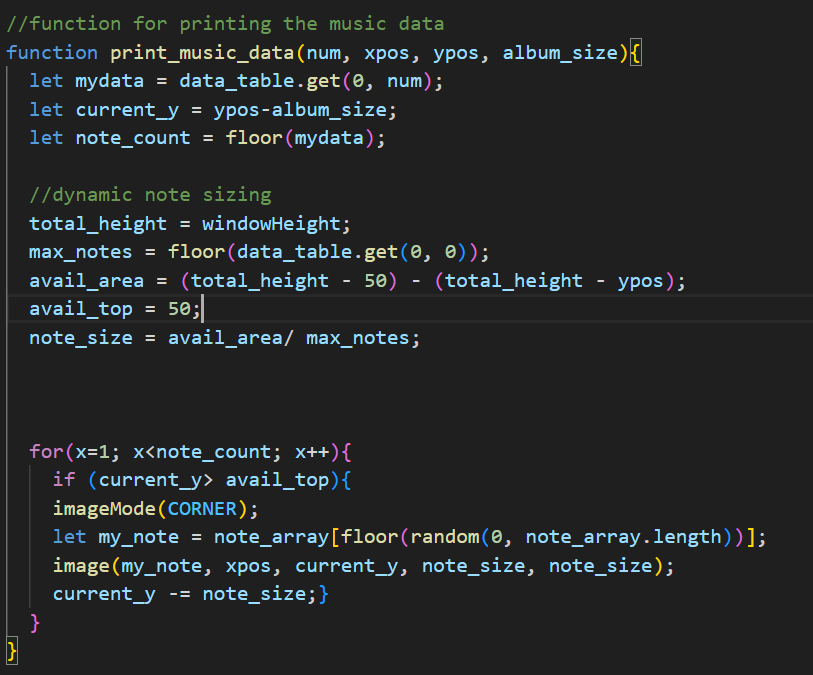 //function for printing the music data
function print_music_data(num, xpos, ypos, album_size){
  let mydata = data_table.get(0, num);
  let current_y = ypos-album_size;
  let note_count = floor(mydata);

  //dynamic note sizing
  total_height = windowHeight;
  max_notes = floor(data_table.get(0, 0));
  avail_area = (total_height - 50) - (total_height - ypos);
  avail_top = 50;
  note_size = avail_area/ max_notes;

  for(x=1; x<note_count; x++){
    if (current_y> avail_top){
    imageMode(CORNER);
    let my_note = note_array[floor(random(0, note_array.length))];
    image(my_note, xpos, current_y, note_size, note_size);
    current_y -= note_size;}
  }
}